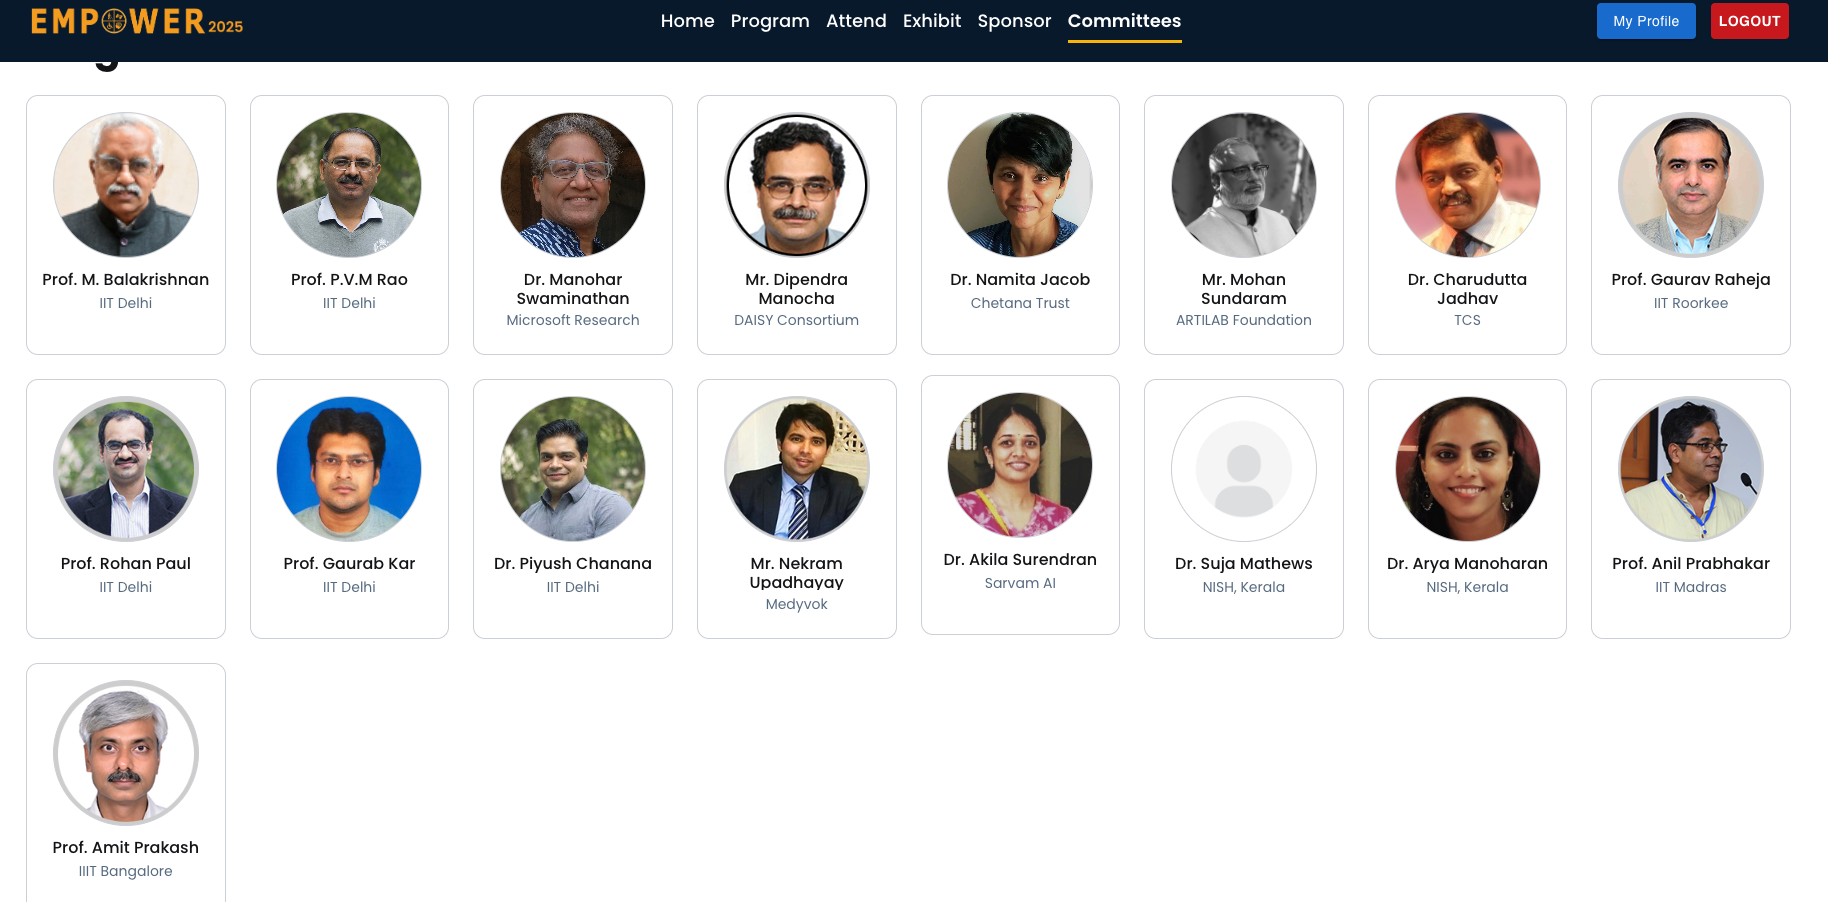 EMPOWER 2025
Home Program Attend Exhibit Sponsor Committees
My Profile
LOGOUT
Prof. M. Balakrishnan
IIT Delhi
Prof. P.V.M Rao
IIT Delhi
Dr. Manohar
Swaminathan
Microsoft Research
Mr. Dipendra
Manocha
DAISY Consortium
Dr. Namita Jacob
Chetana Trust
Mr. Mohan
Sundaram
ARTILAB Foundation
Dr. Charudutta
Jadhav
TCS
Prof. Gaurav Raheja
IIT Roorkee
Prof. Rohan Paul
IIT Delhi
Prof. Gaurab Kar
IIT Delhi
Dr. Piyush Chanana
IIT Delhi
Mr. Nekram
Upadhayay
Medyvok
Dr. Akila Surendran
Sarvam AI
Dr. Suja Mathews
NISH, Kerala
Dr. Arya Manoharan
NISH, Kerala
Prof. Anil Prabhakar
IIT Madras
Prof. Amit Prakash
IIIT Bangalore